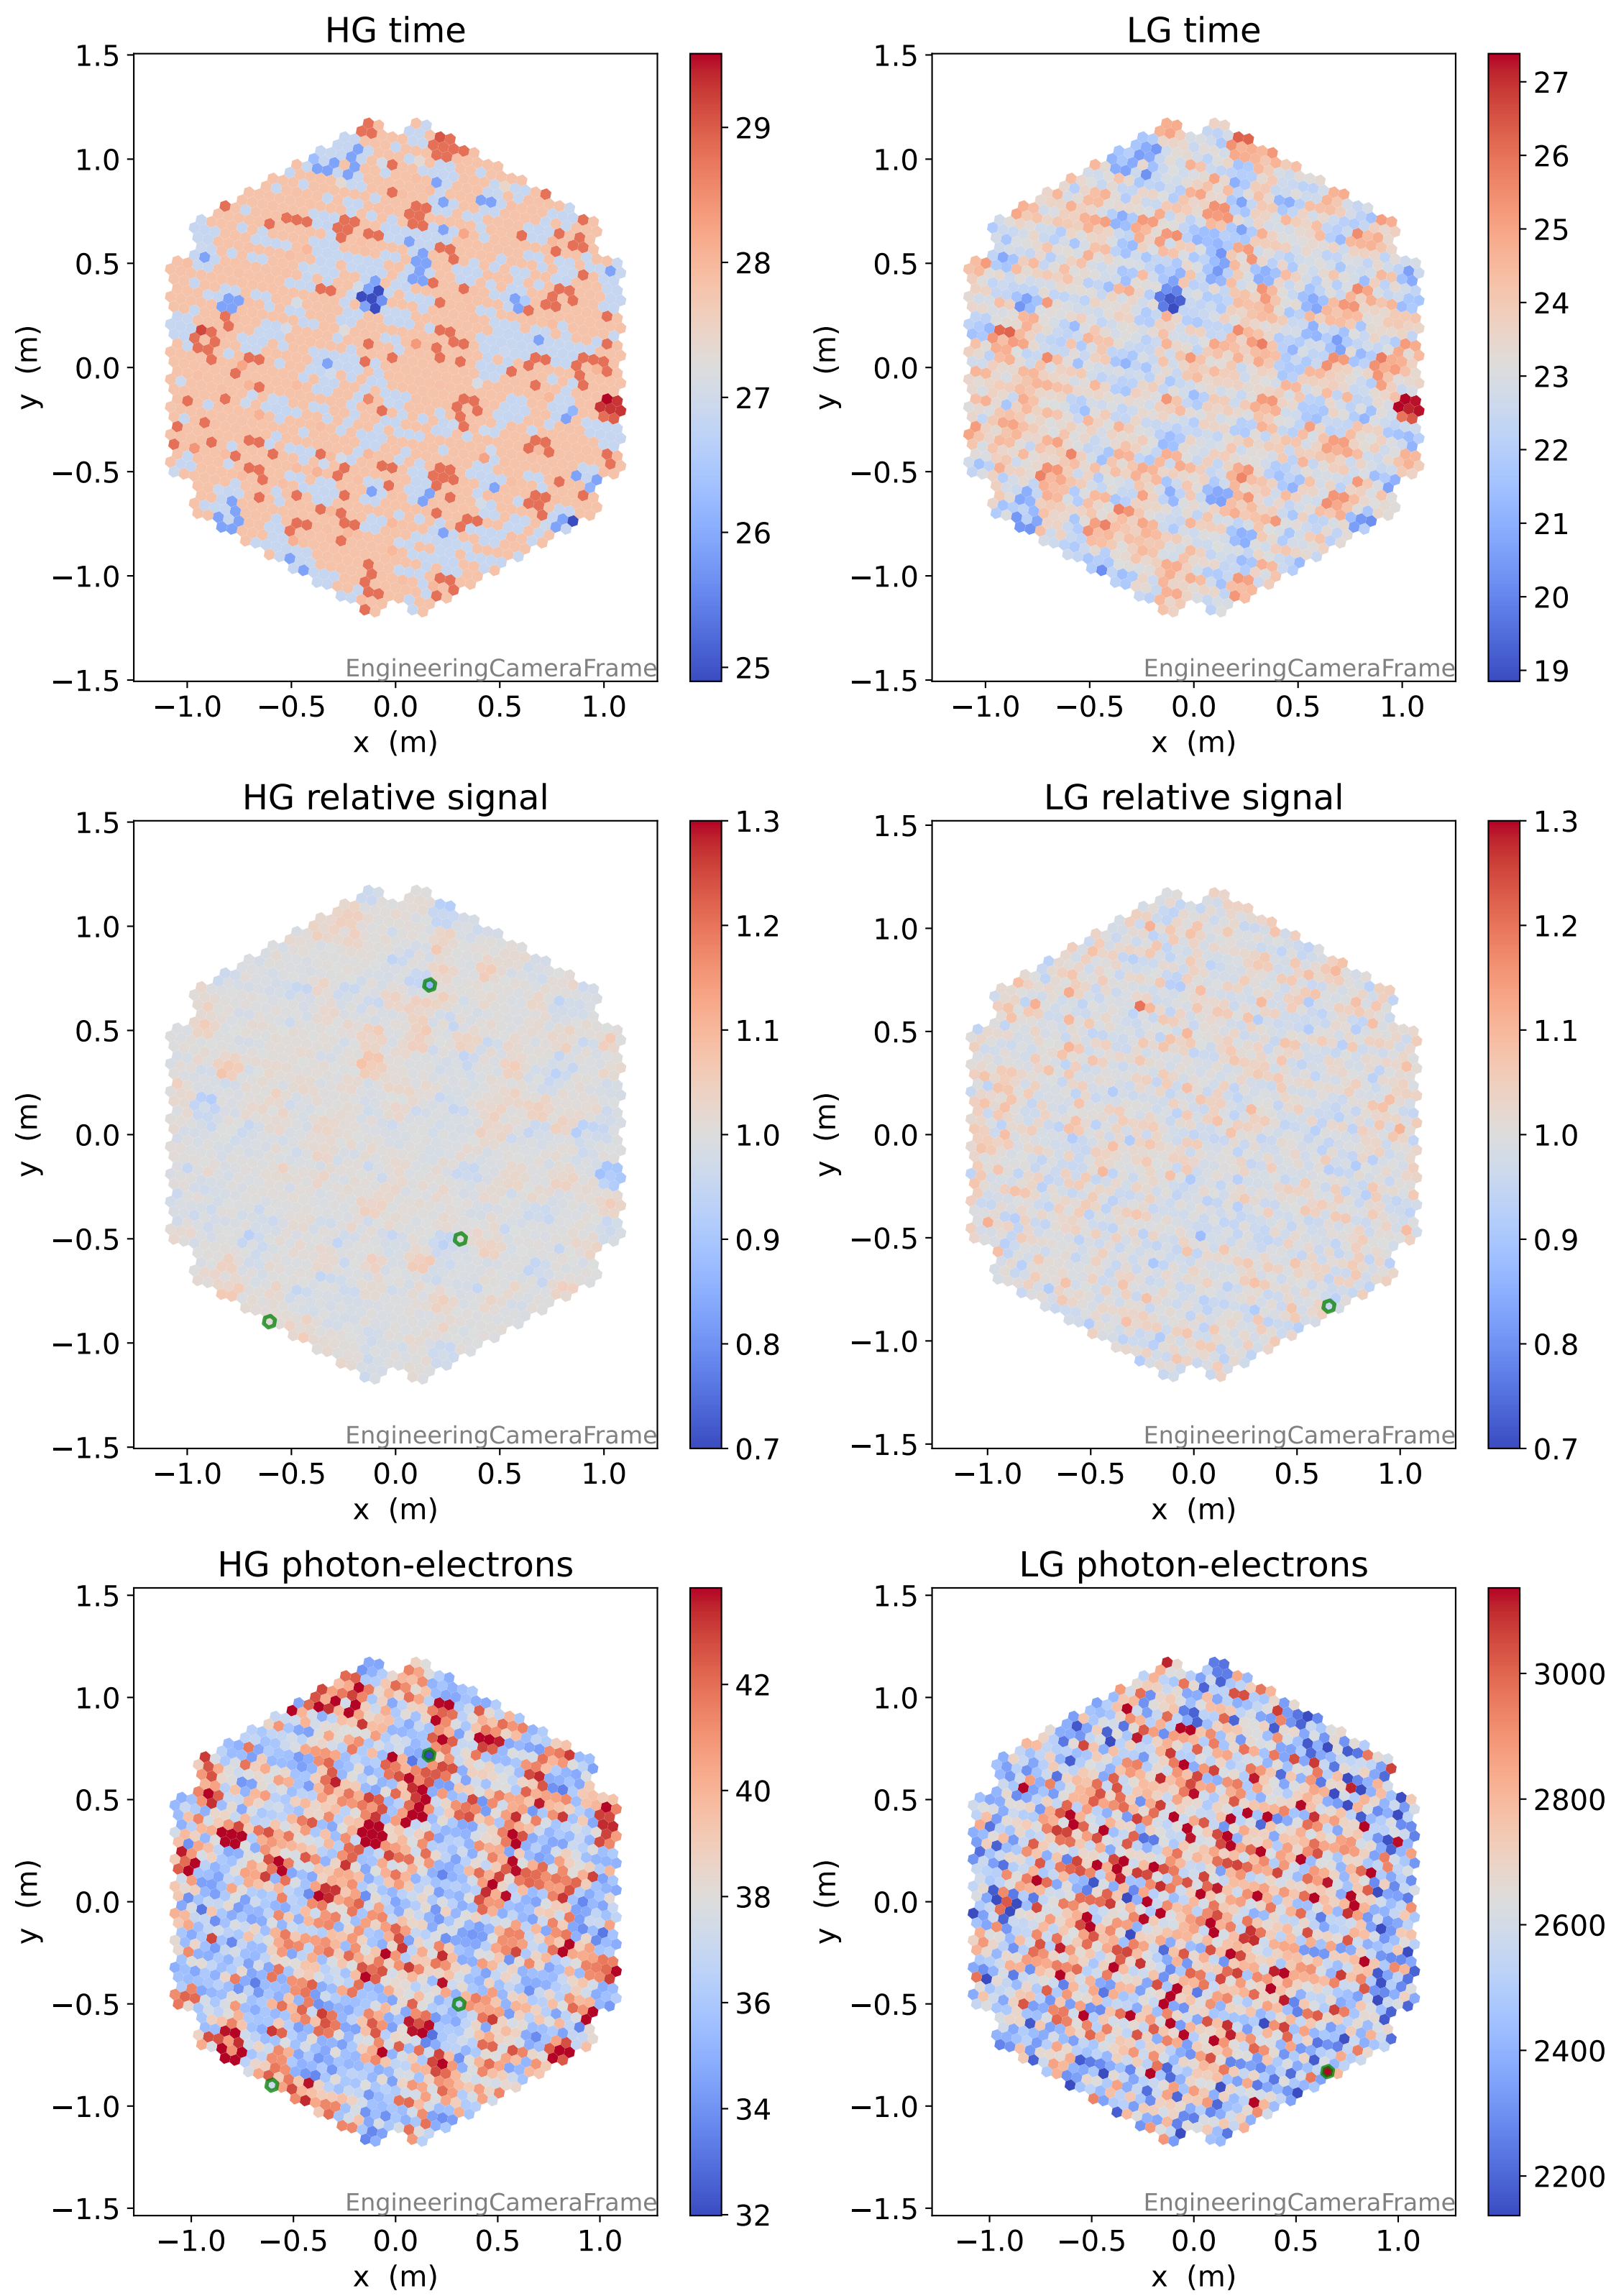 HG time
1.5
1.0
0.5
0.0
−0.5
−1.0
−1.5
y (m)
−1.0 −0.5 0.0 0.5 1.0
x (m)
EngineeringCameraFrame
29
28
27
26
25
LG time
1.5
1.0
0.5
0.0
−0.5
−1.0
−1.5
y (m)
−1.0 −0.5 0.0 0.5 1.0
x (m)
EngineeringCameraFrame
27
26
25
24
23
22
21
20
19
HG relative signal
1.5
1.0
0.5
0.0
−0.5
−1.0
−1.5
y (m)
−1.0 −0.5 0.0 0.5 1.0
x (m)
EngineeringCameraFrame
1.3
1.2
1.1
1.0
0.9
0.8
0.7
LG relative signal
1.5
1.0
0.5
0.0
−0.5
−1.0
−1.5
y (m)
−1.0 −0.5 0.0 0.5 1.0
x (m)
EngineeringCameraFrame
1.3
1.2
1.1
1.0
0.9
0.8
0.7
HG photon-electrons
1.5
1.0
0.5
0.0
−0.5
−1.0
−1.5
y (m)
−1.0 −0.5 0.0 0.5 1.0
x (m)
EngineeringCameraFrame
42
40
38
36
34
32
LG photon-electrons
1.5
1.0
0.5
0.0
−0.5
−1.0
−1.5
y (m)
−1.0 −0.5 0.0 0.5 1.0
x (m)
EngineeringCameraFrame
3000
2800
2600
2400
2200